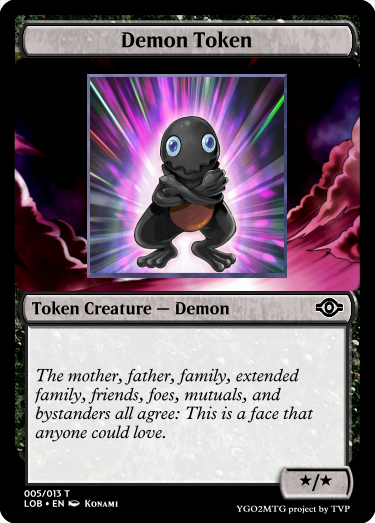 Demon Token
Token Creature — Demon
The mother, father, family, extended
family, friends, foes, mutuals, and
bystanders all agree: This is a face that
anyone could love.
★/★
005/013 T
LOB • EN Konami
YGO2MTG project by TVP